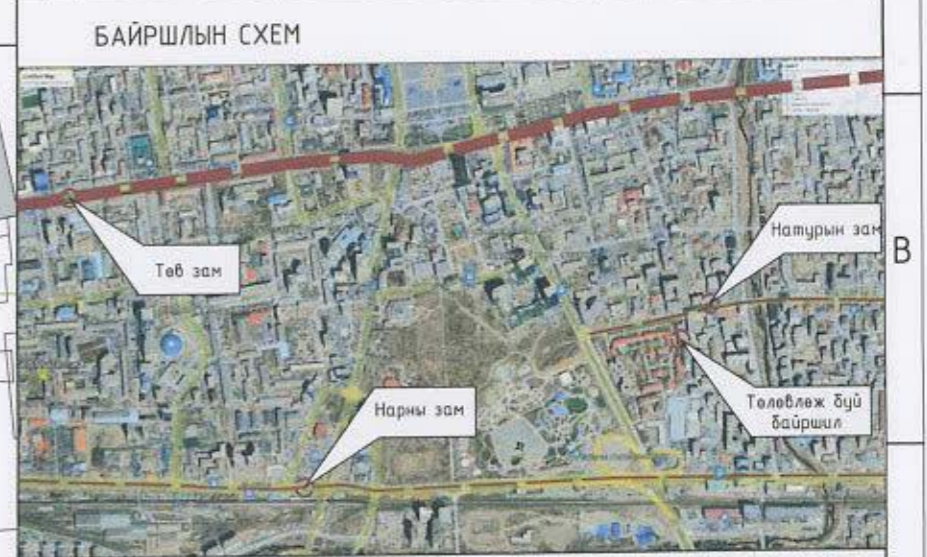 БАЙРШЛЫН СХЕМ
Төв зам
Натурын зам
В
Нарны зам
Төлөвлөж буй
байршил